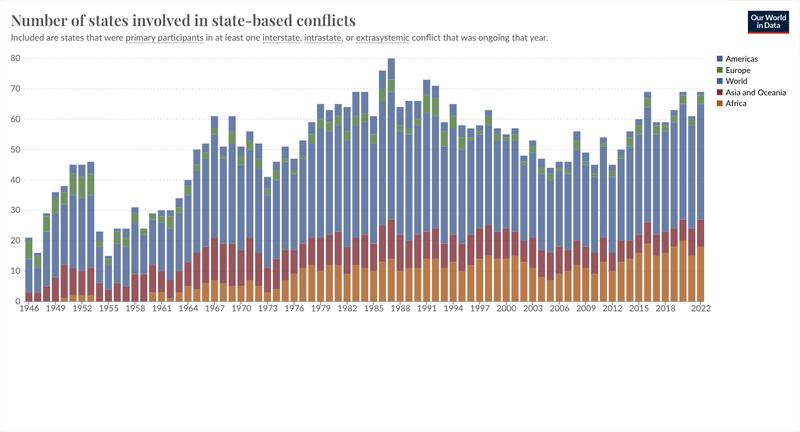 Number of states involved in state-based conflicts
Our World
in Data
Included are states that were primary participants in at least one interstate, intrastate, or extrasystemic conflict that was ongoing that year.
80
70
60
50
40
30
20
10
0
1946 1949 1952 1955 1958 1961 1964 1967 1970 1973 1976 1979 1982 1985 1988 1991 1994 1997 2000 2003 2006 2009 2012 2015 2018 2022
Americas
Europe
World
Asia and Oceania
Africa